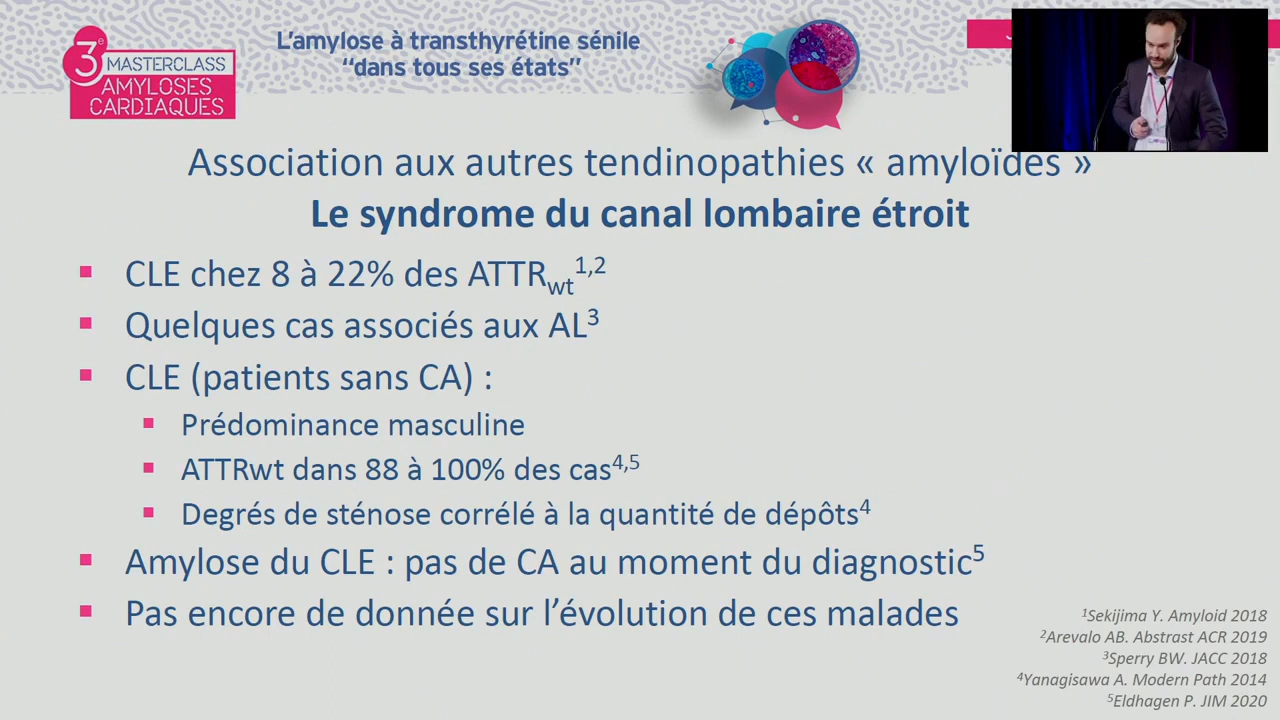 3e MASTERCLASS
AMYLOSES
CARDIAQUES
L'amylose à transthyrétine sénile
"dans tous ses états"
Association aux autres tendinopathies « amyloïdes »
Le syndrome du canal lombaire étroit
▪ CLE chez 8 à 22% des ATTRwt1,2
▪ Quelques cas associés aux AL3
▪ CLE (patients sans CA) :
▪ Prédominance masculine
▪ ATTRwt dans 88 à 100% des cas4,5
▪ Degrés de sténose corrélé à la quantité de dépôts4
▪ Amylose du CLE : pas de CA au moment du diagnostic5
▪ Pas encore de donnée sur l'évolution de ces malades
1Sekijima Y. Amyloid 2018
2Arevalo AB. Abstrast ACR 2019
3Sperry BW. JACC 2018
4Yanagisawa A. Modern Path 2014
5Eldhagen P. JIM 2020